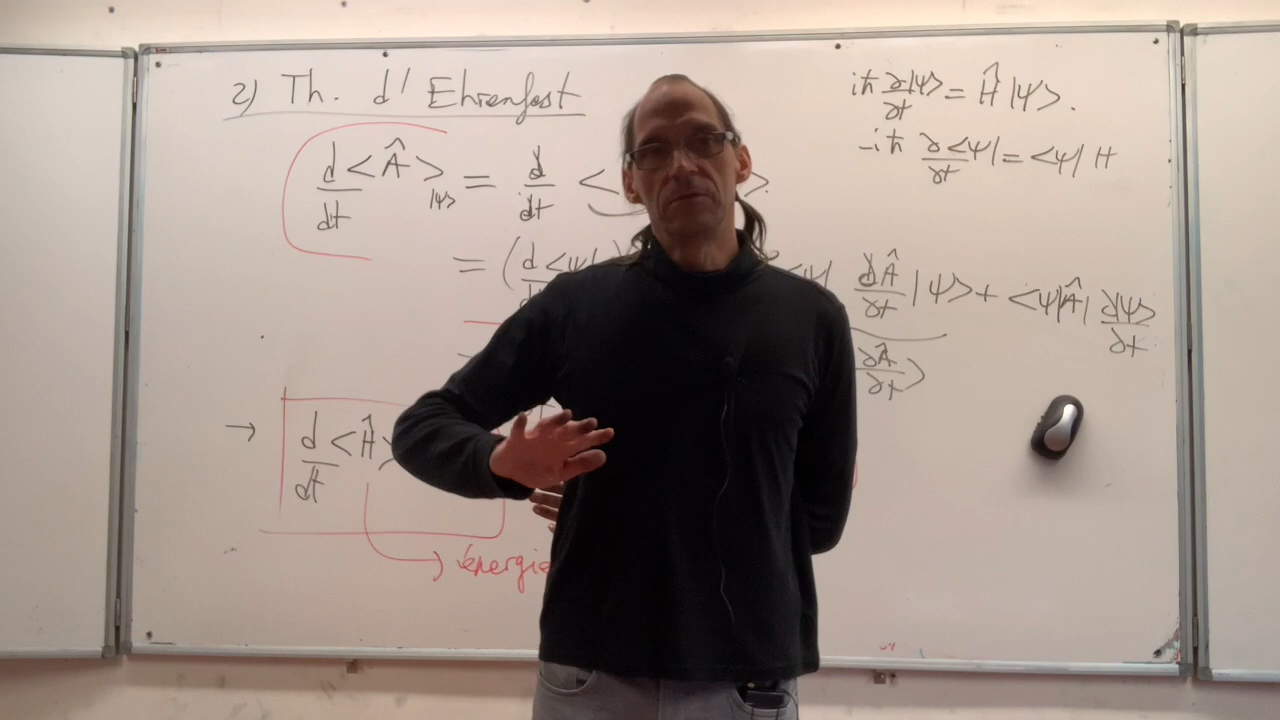 2) Th. d' Ehrenfest
iħ ∂|ψ>/∂t = Ĥ |ψ>.
-iħ ∂<ψ|/∂t = <ψ| H
d/dt <Â>|ψ> = d/dt < >.
= (d<ψ| <ψ| ∂Â/∂t |ψ> + <ψ|Â| ∂|ψ>/∂t
∂Â/∂t >
→ d/dt <Ĥ>
→ énergie